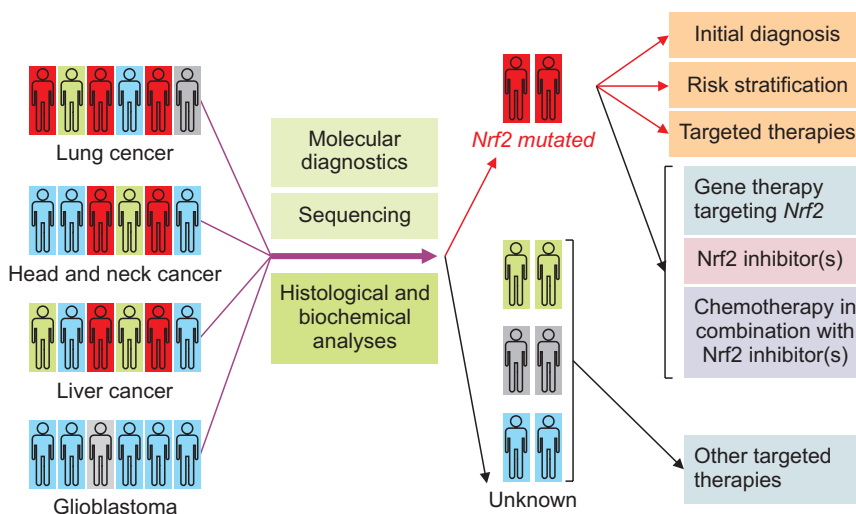 Lung cencer
Head and neck cancer
Liver cancer
Glioblastoma
Molecular
diagnostics
Sequencing
Histological and
biochemical
analyses
Nrf2 mutated
Unknown
Initial diagnosis
Risk stratification
Targeted therapies
Gene therapy
targeting Nrf2
Nrf2 inhibitor(s)
Chemotherapy in
combination with
Nrf2 inhibitor(s)
Other targeted
therapies